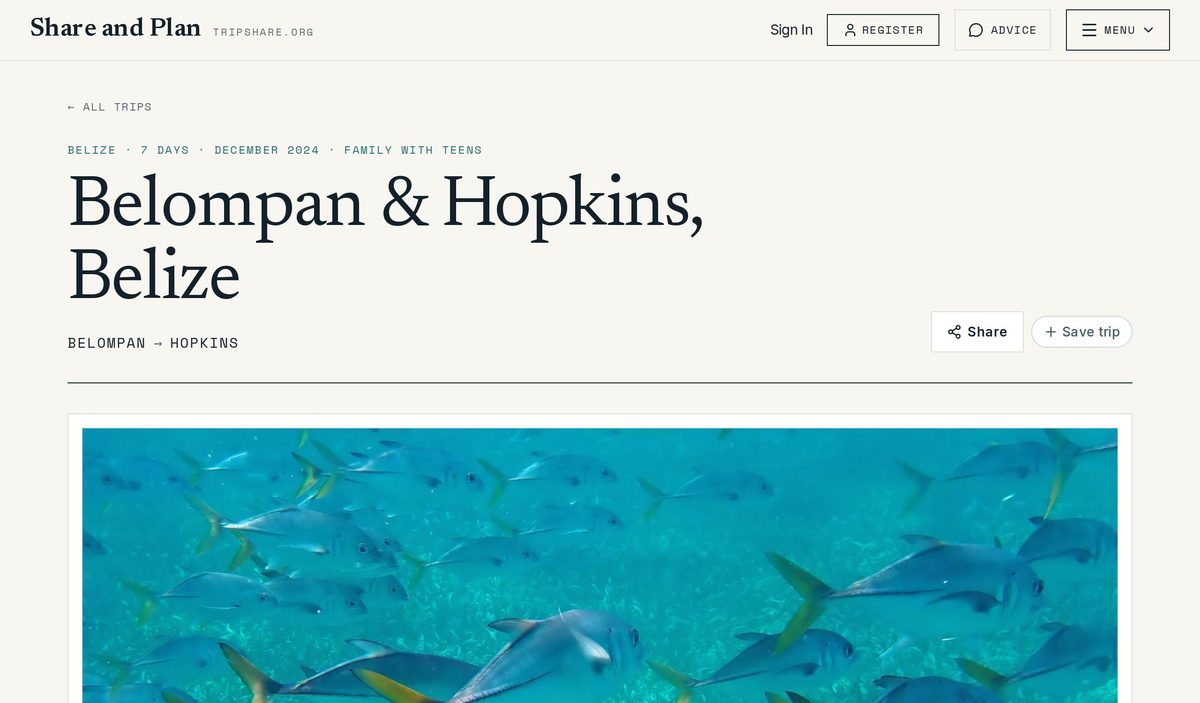 Share and Plan TRIPSHARE.ORG
Sign In REGISTER ADVICE MENU
← ALL TRIPS
BELIZE · 7 DAYS · DECEMBER 2024 · FAMILY WITH TEENS
Belompan & Hopkins,
Belize
BELOMPAN → HOPKINS
Share + Save trip